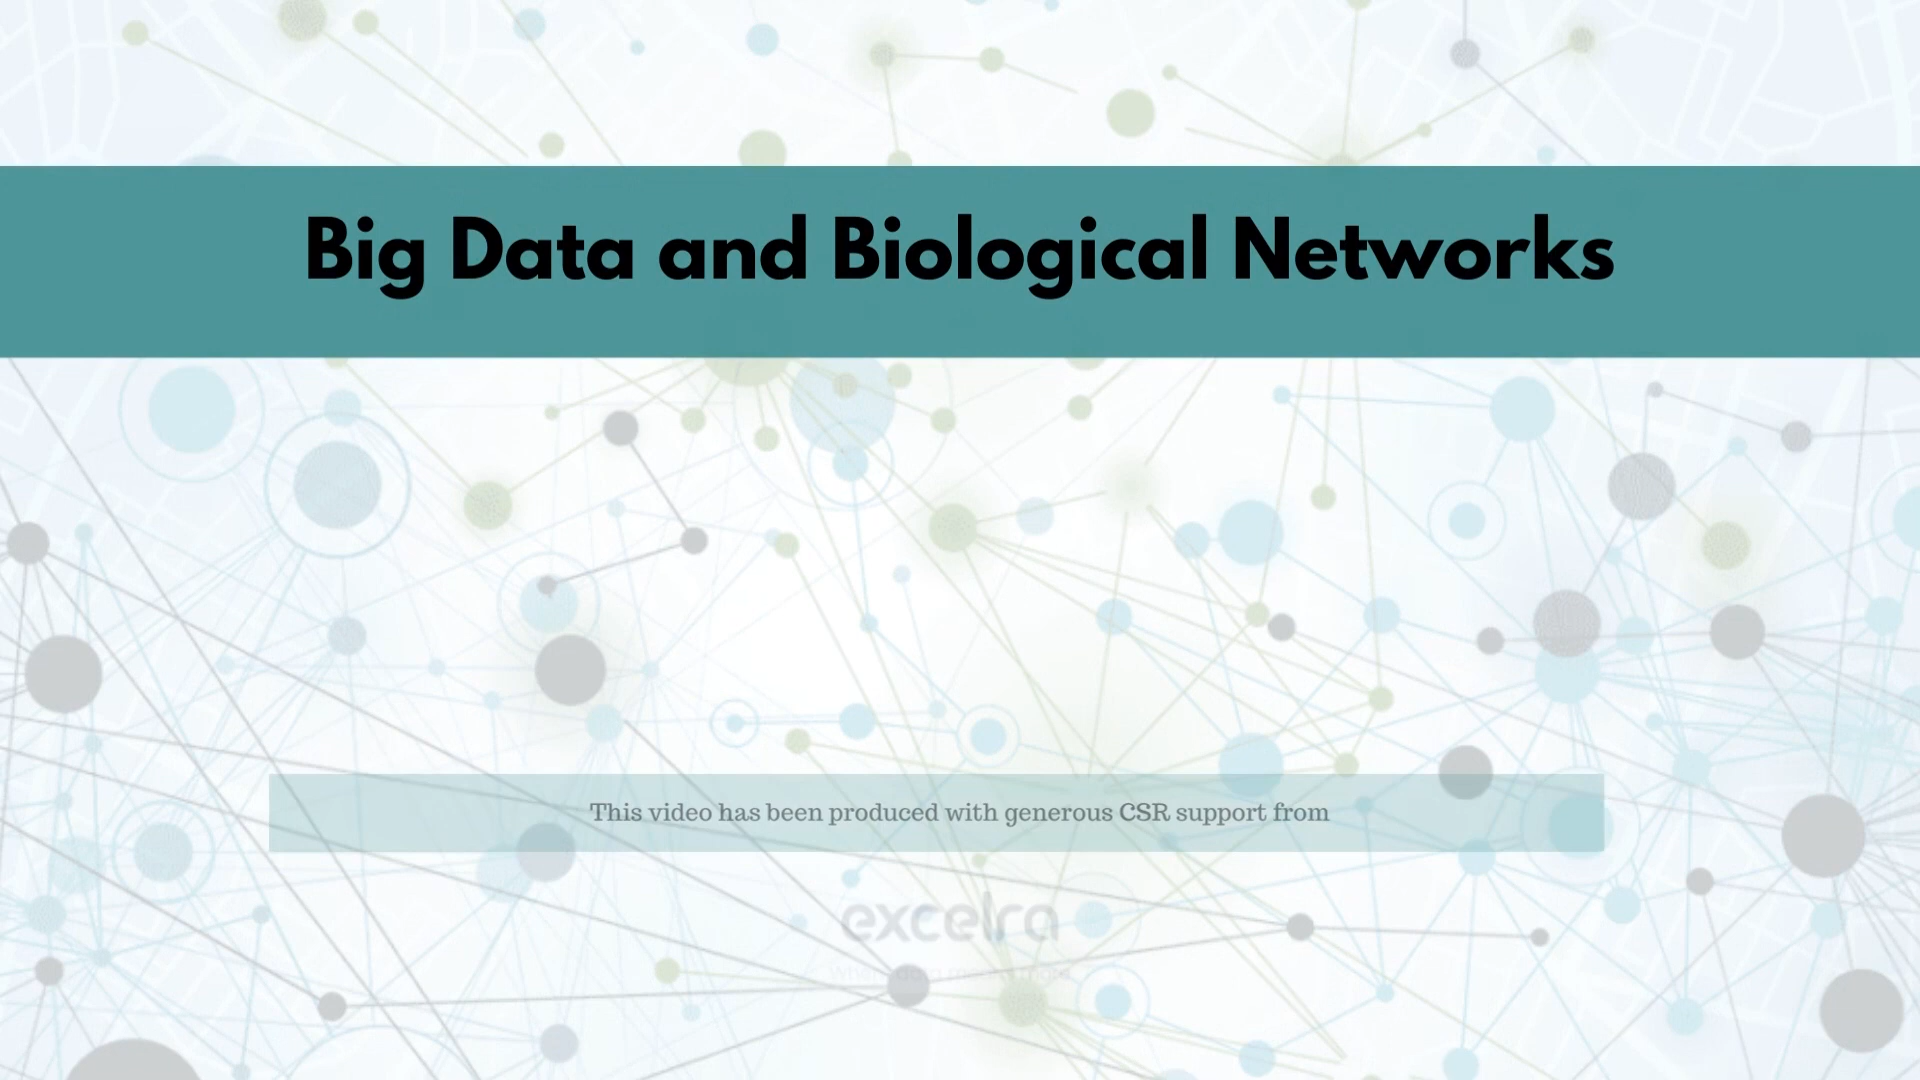 Big Data and Biological Networks
This video has been produced with generous CSR support from
excelra